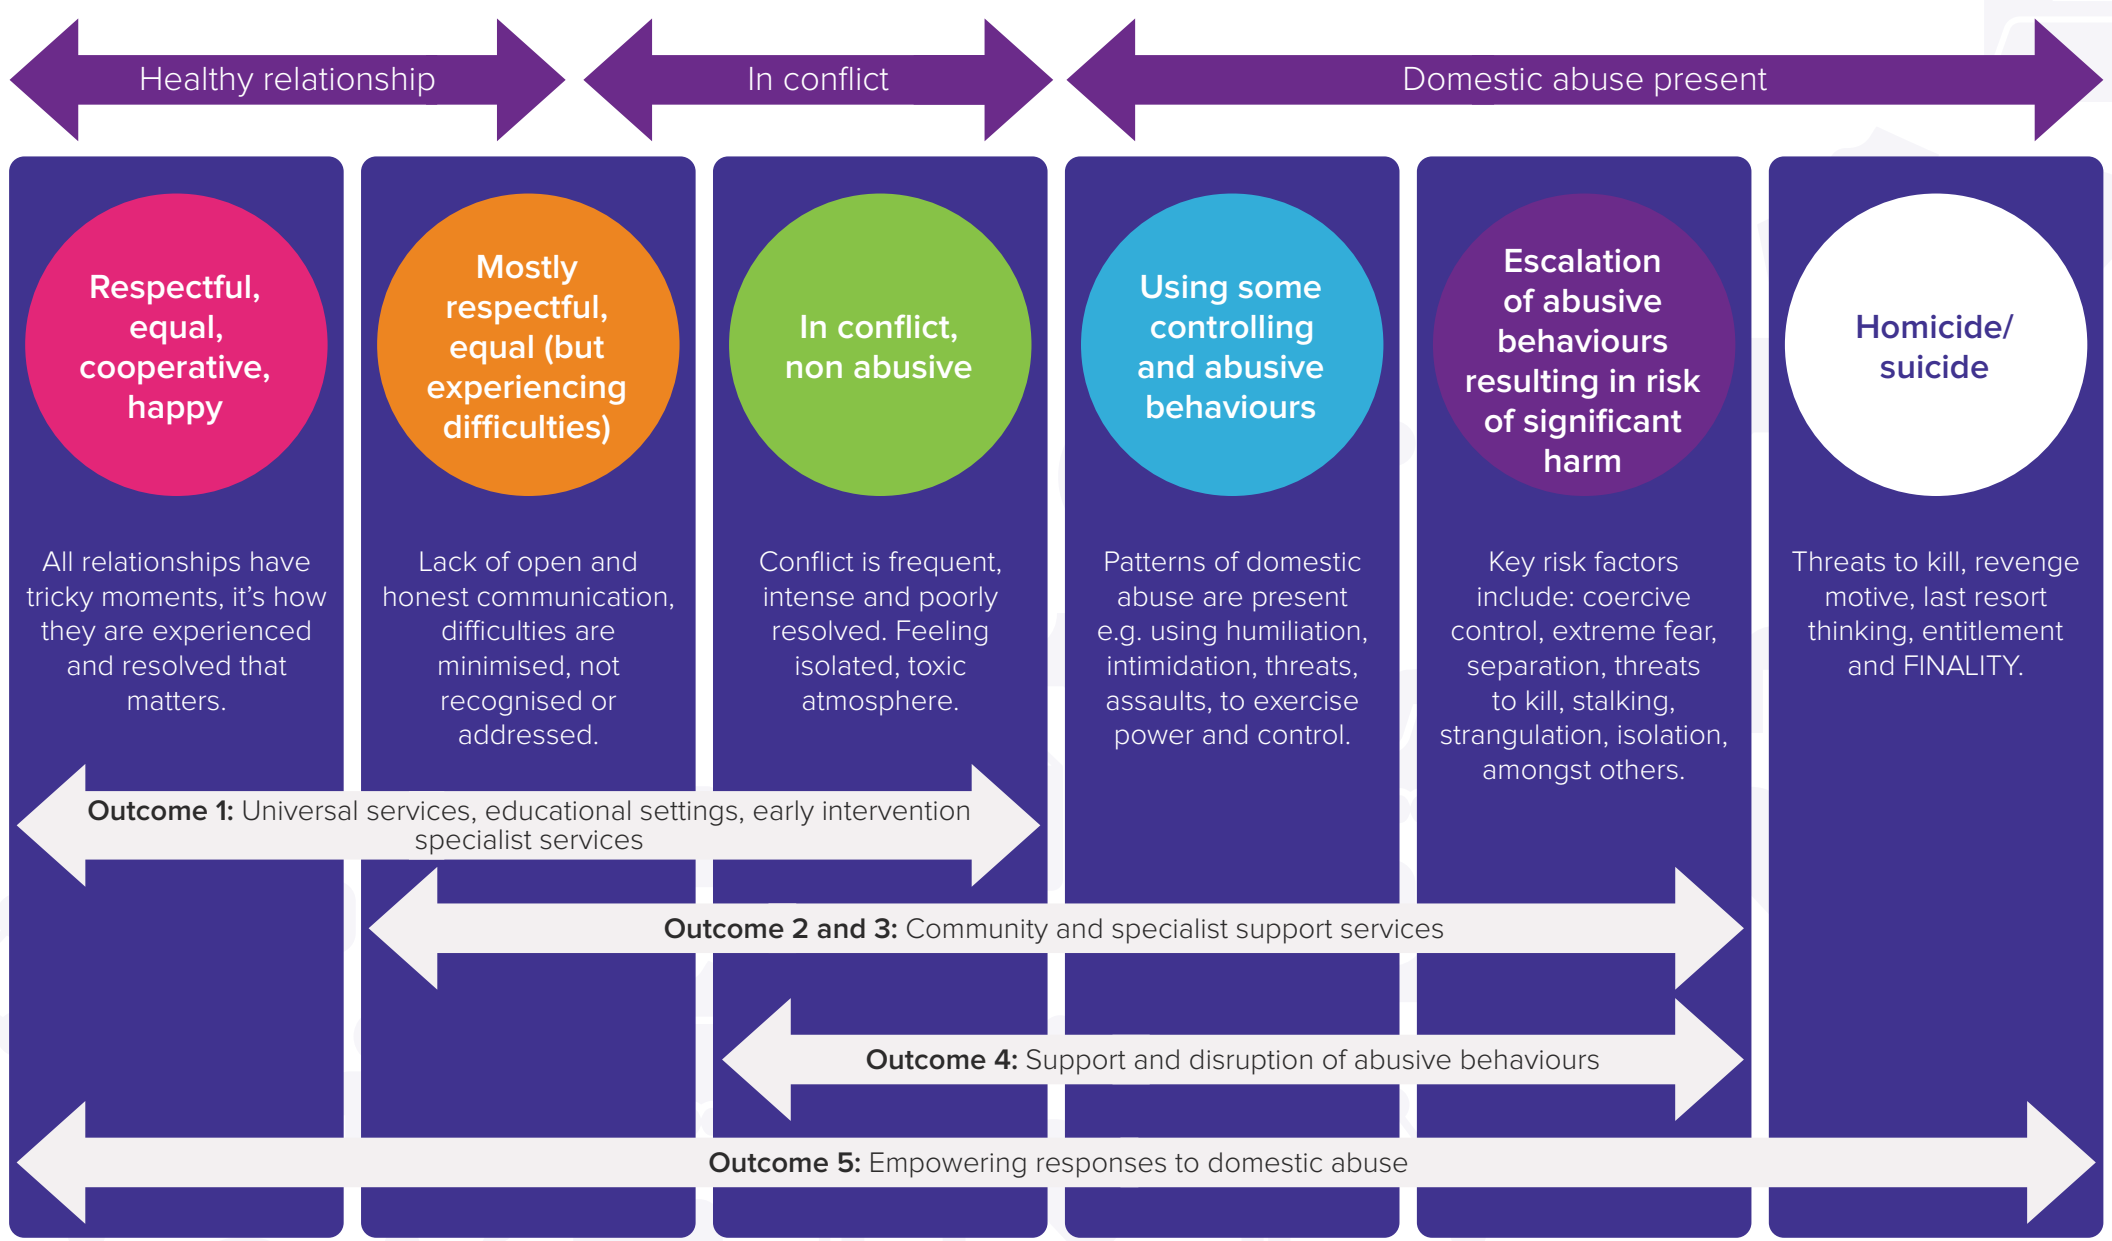 Healthy relationship
In conflict
Domestic abuse present
Respectful,
equal,
cooperative,
happy
All relationships have
tricky moments, it’s how
they are experienced
and resolved that
matters.
Mostly
respectful,
equal (but
experiencing
difficulties)
Lack of open and
honest communication,
difficulties are
minimised, not
recognised or
addressed.
In conflict,
non abusive
Conflict is frequent,
intense and poorly
resolved. Feeling
isolated, toxic
atmosphere.
Using some
controlling
and abusive
behaviours
Patterns of domestic
abuse are present
e.g. using humiliation,
intimidation, threats,
assaults, to exercise
power and control.
Escalation
of abusive
behaviours
resulting in risk
of significant
harm
Key risk factors
include: coercive
control, extreme fear,
separation, threats
to kill, stalking,
strangulation, isolation,
amongst others.
Homicide/
suicide
Threats to kill, revenge
motive, last resort
thinking, entitlement
and FINALITY.
Outcome 1: Universal services, educational settings, early intervention
specialist services
Outcome 2 and 3: Community and specialist support services
Outcome 4: Support and disruption of abusive behaviours
Outcome 5: Empowering responses to domestic abuse